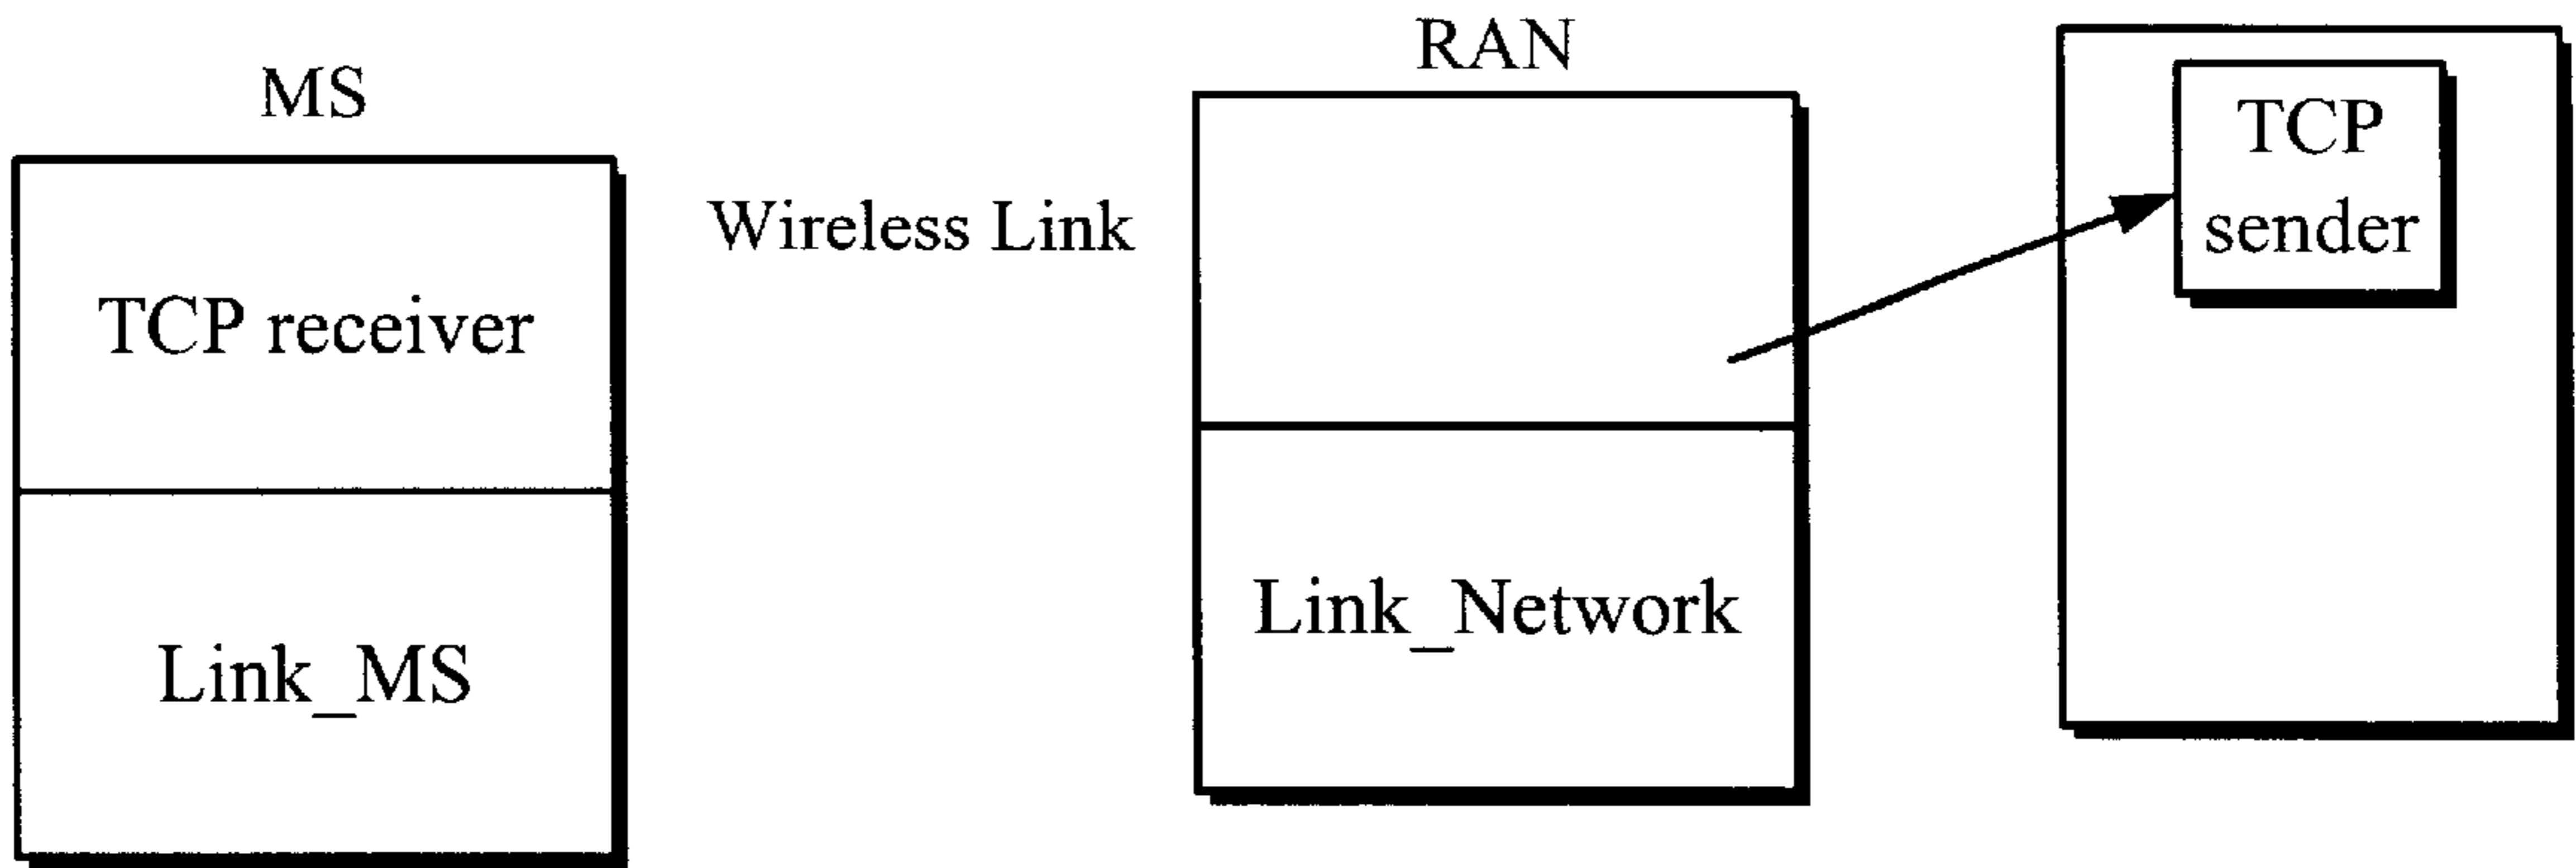 MS
TCP receiver
Link_MS
Wireless Link
RAN
Link_Network
TCP
sender